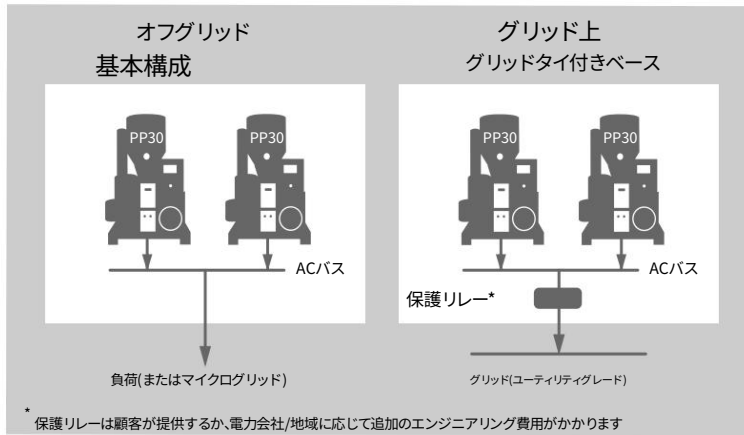 オフグリッド
基本構成
PP30
PP30
ACバス
負荷(またはマイクログリッド)
グリッド上
グリッドタイ付きベース
PP30
PP30
ACバス
保護リレー*
グリッド(ユーティリティグレード)
* 保護リレーは顧客が提供するか、電力会社/地域に応じて追加のエンジニアリング費用がかかります